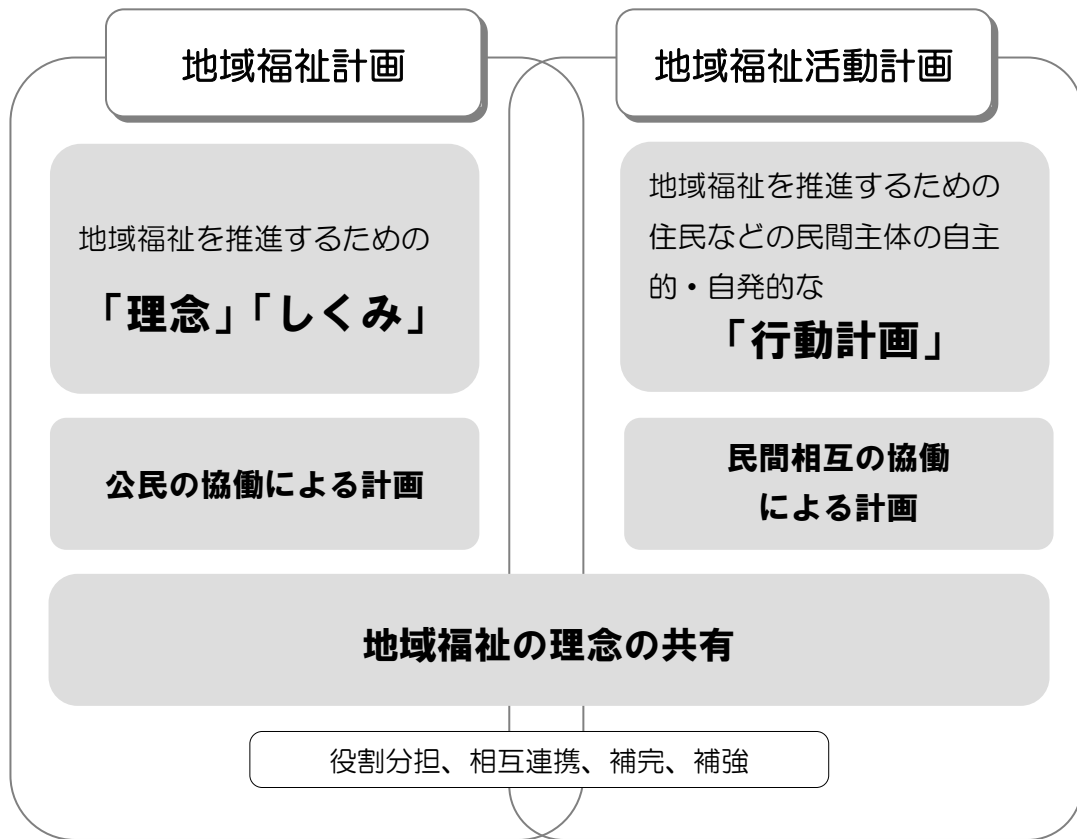 地域福祉計画
地域福祉を推進するための
「理念」「しくみ」
公民の協働による計画
地域福祉活動計画
地域福祉を推進するための
住民などの民間主体の自主
的・自発的な
「行動計画」
民間相互の協働
による計画
地域福祉の理念の共有
役割分担、相互連携、補完、補強